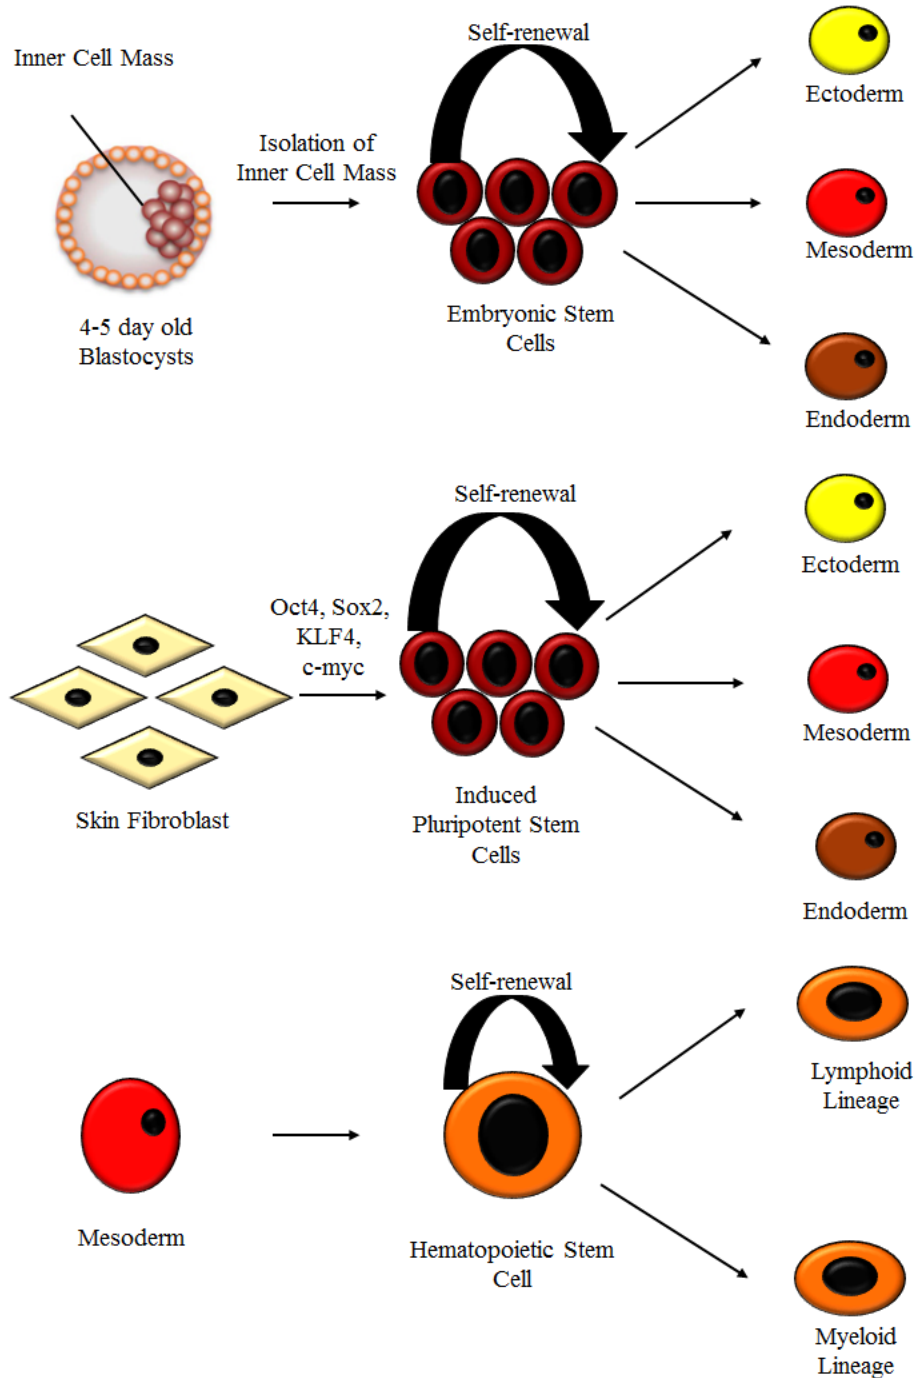 Self-renewal
Inner Cell Mass
Ectoderm
Isolation of
Inner Cell Mass
Mesoderm
Embryonic Stem
Cells
4-5 day old
Blastocysts
Endoderm
Self-renewal
Ectoderm
Oct4, Sox2,
KLF4,
c-myc
Mesoderm
Skin Fibroblast
Induced
Pluripotent Stem
Cells
Endoderm
Self-renewal
Lymphoid
Lineage
Mesoderm
Hematopoietic Stem
Cell
Myeloid
Lineage